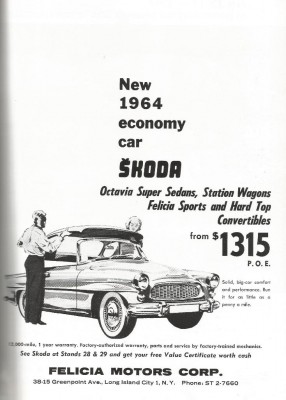 New
1964
economy
car
ŠKODA
Octavia Super Sedans, Station Wagons
Felicia Sports and Hard Top
Convertibles
from $1315
P.O.E.
Solid, big-car comfort
and performance. Run
it for as little as a
penny a mile.
,000-mile, 1 year warranty. Factory-authorized warranty, parts and service by factory-trained mechanics.
See Skoda at Stands 28 & 29 and get your free Value Certificate worth cash
FELICIA MOTORS CORP.
38-15 Greenpoint Ave., Long Island City 1, N. Y. Phone: ST 2-7660